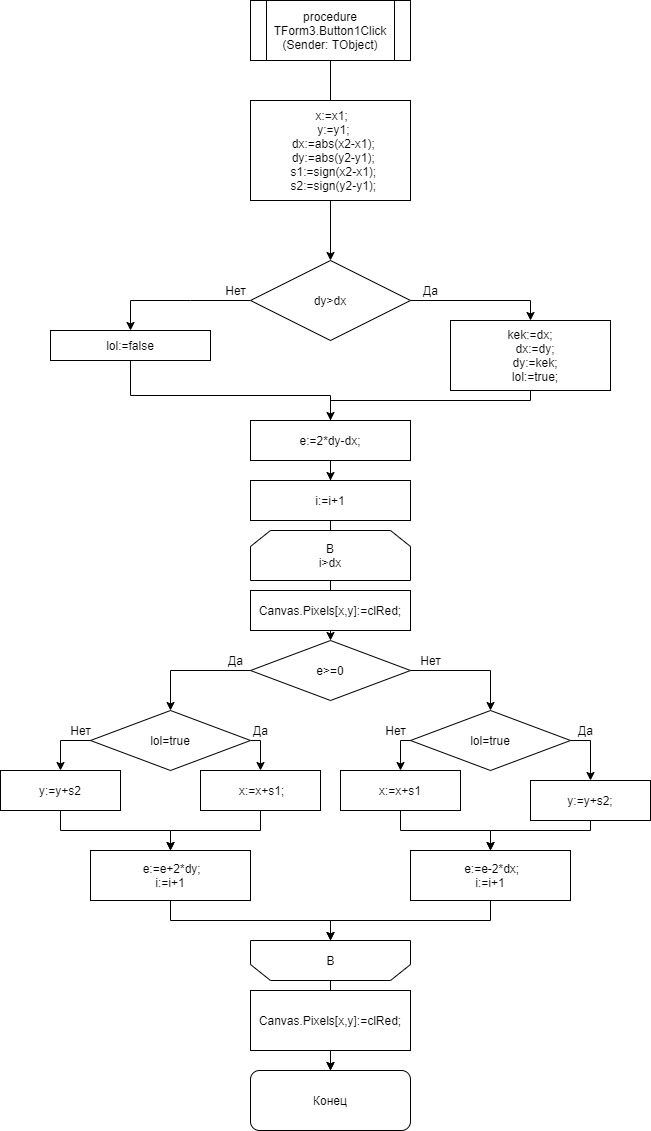 procedure
TForm3.Button1Click
(Sender: TObject)
x:=x1;
y:=y1;
dx:=abs(x2-x1);
dy:=abs(y2-y1);
s1:=sign(x2-x1);
s2:=sign(y2-y1);
Нет
dy>dx
Да
lol:=false
kek:=dx;
dx:=dy;
dy:=kek;
lol:=true;
e:=2*dy-dx;
i:=i+1
B
i>dx
Canvas.Pixels[x,y]:=clRed;
Да
e>=0
Нет
Нет
lol=true
Да
Нет
lol=true
Да
y:=y+s2
x:=x+s1;
x:=x+s1
y:=y+s2;
e:=e+2*dy;
i:=i+1
e:=e-2*dx;
i:=i+1
B
Canvas.Pixels[x,y]:=clRed;
Конец